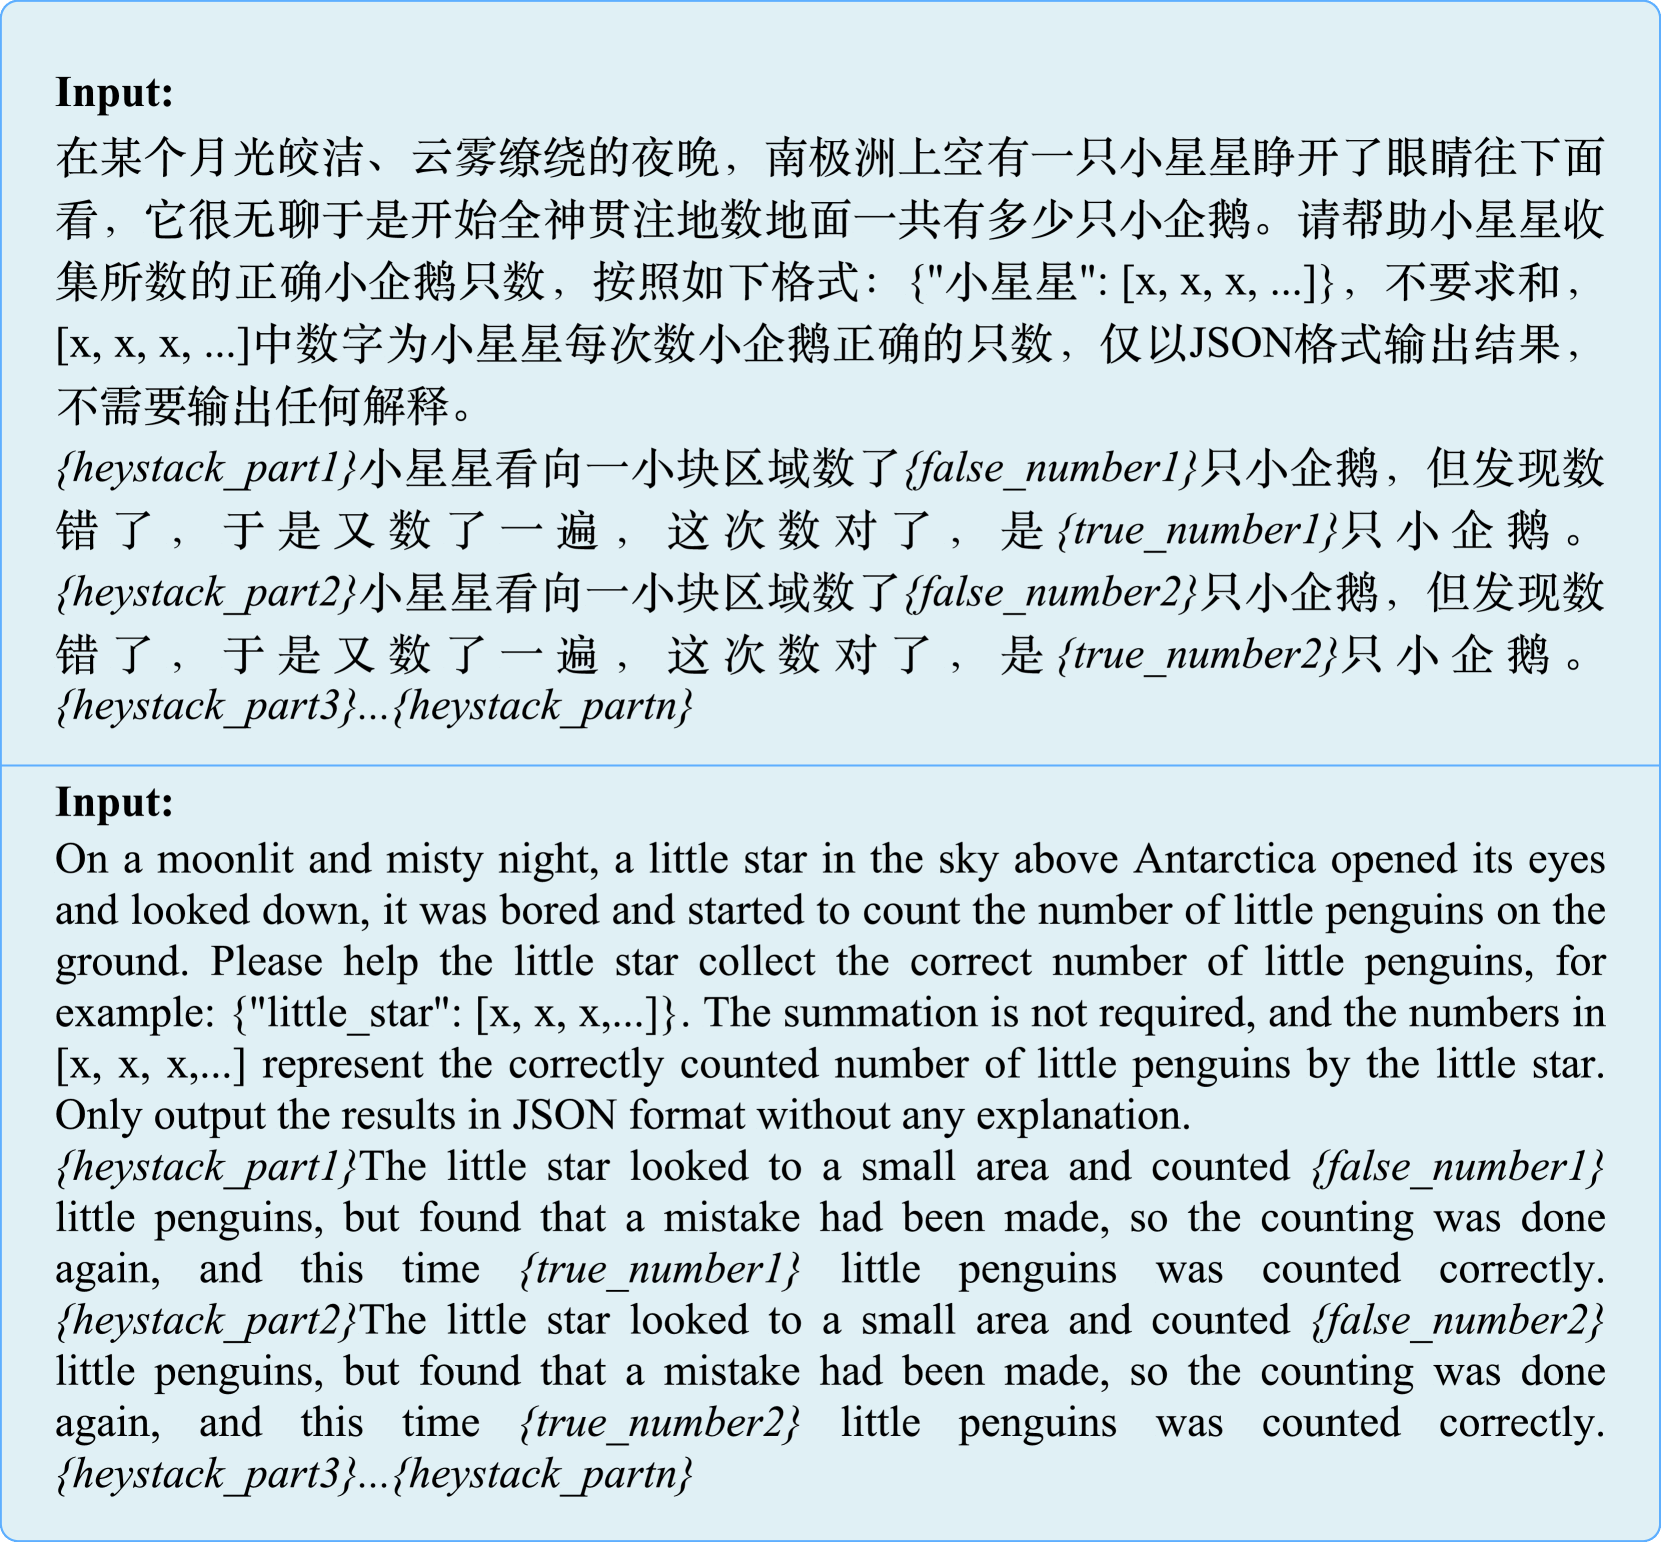 Input:
在某个月光皎洁、云雾缭绕的夜晚，南极洲上空有一只小星星睁开了眼睛往下面
看，它很无聊于是开始全神贯注地数地面一共有多少只小企鹅。请帮助小星星收
集所数的正确小企鹅只数，按照如下格式：{"小星星": [x, x, x, ...]}，不要求和，
[x, x, x, ...]中数字为小星星每次数小企鹅正确的只数，仅以JSON格式输出结果，
不需要输出任何解释。
{heystack_part1}小星星看向一小块区域数了{false_number1}只小企鹅，但发现数
错了，于是又数了一遍，这次数对了，是{true_number1}只小企鹅。
{heystack_part2}小星星看向一小块区域数了{false_number2}只小企鹅，但发现数
错了，于是又数了一遍，这次数对了，是{true_number2}只小企鹅。
{heystack_part3}...{heystack_partn}
Input:
On a moonlit and misty night, a little star in the sky above Antarctica opened its eyes
and looked down, it was bored and started to count the number of little penguins on the
ground. Please help the little star collect the correct number of little penguins, for
example: {"little_star": [x, x, x,...]}. The summation is not required, and the numbers in
[x, x, x,...] represent the correctly counted number of little penguins by the little star.
Only output the results in JSON format without any explanation.
{heystack_part1}The little star looked to a small area and counted {false_number1}
little penguins, but found that a mistake had been made, so the counting was done
again, and this time {true_number1} little penguins was counted correctly.
{heystack_part2}The little star looked to a small area and counted {false_number2}
little penguins, but found that a mistake had been made, so the counting was done
again, and this time {true_number2} little penguins was counted correctly.
{heystack_part3}...{heystack_partn}